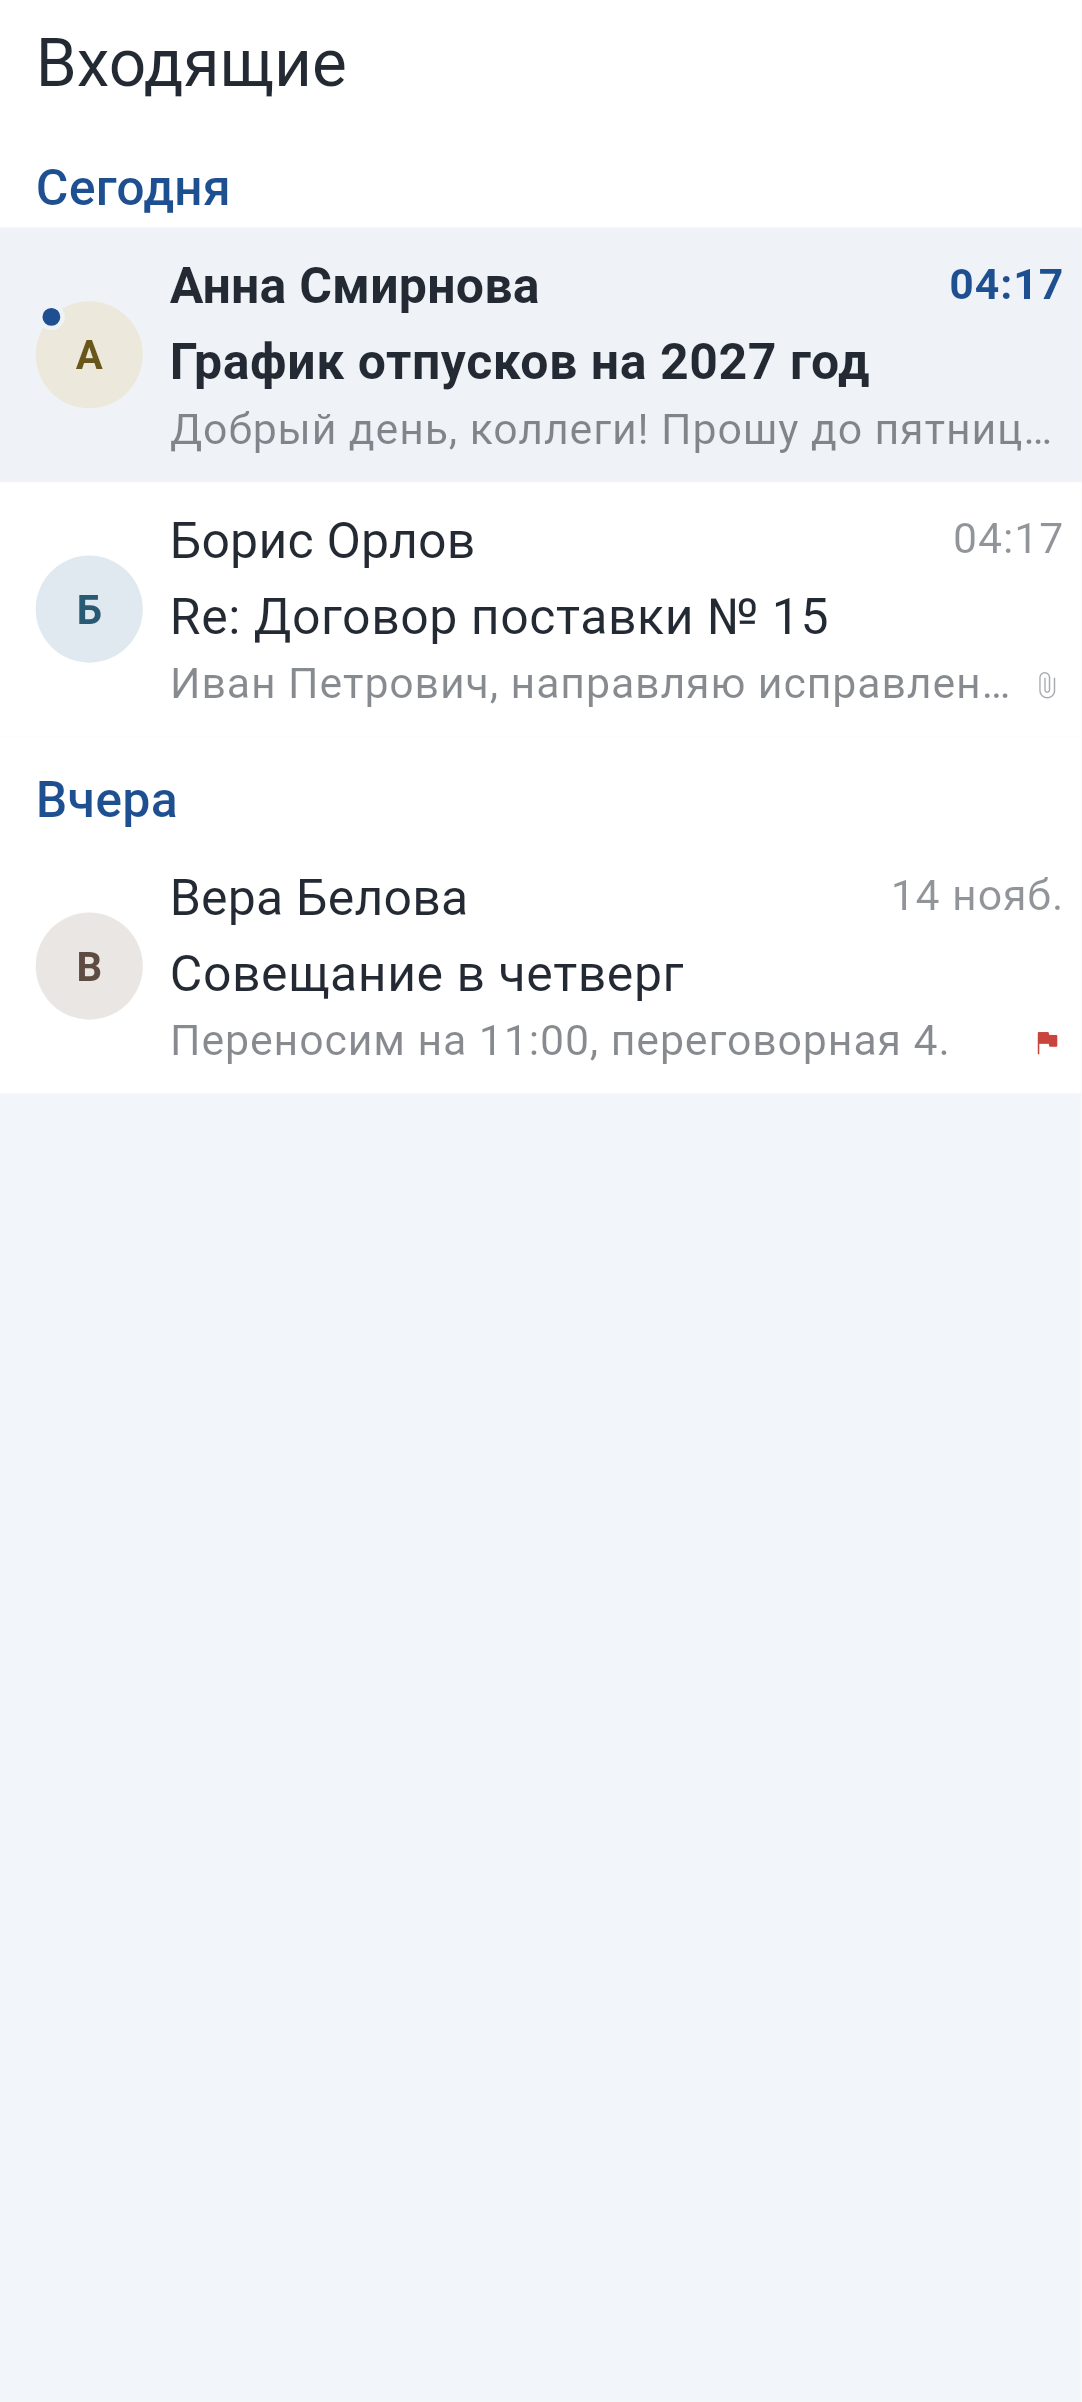 Входящие
Сегодня
Анна Смирнова 04:17
А
График отпусков на 2027 год
Добрый день, коллеги! Прошу до пятниц…
Борис Орлов 04:17
Б
Re: Договор поставки № 15
Иван Петрович, направляю исправлен…
Вчера
Вера Белова 14 нояб.
В
Совещание в четверг
Переносим на 11:00, переговорная 4.